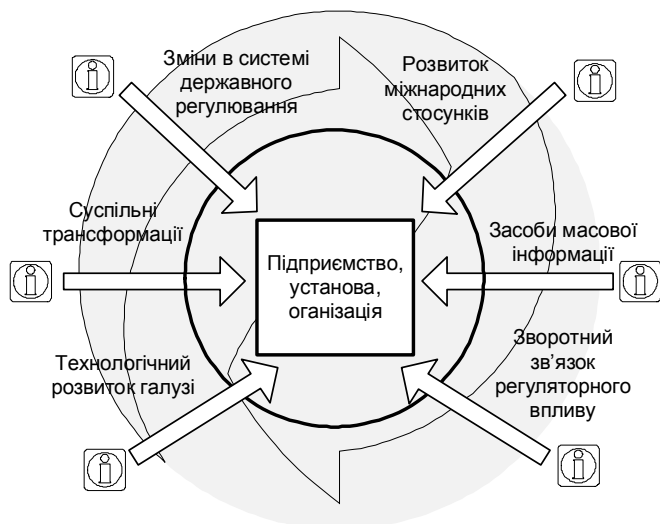 Зміни в системі
державного
регулювання
Розвиток
міжнародних
стосунків
Суспільні
трансформації
Засоби масової
інформації
Підприємство,
установа,
оганізація
Технологічний
розвиток галузі
Зворотний
зв’язок
регуляторного
впливу